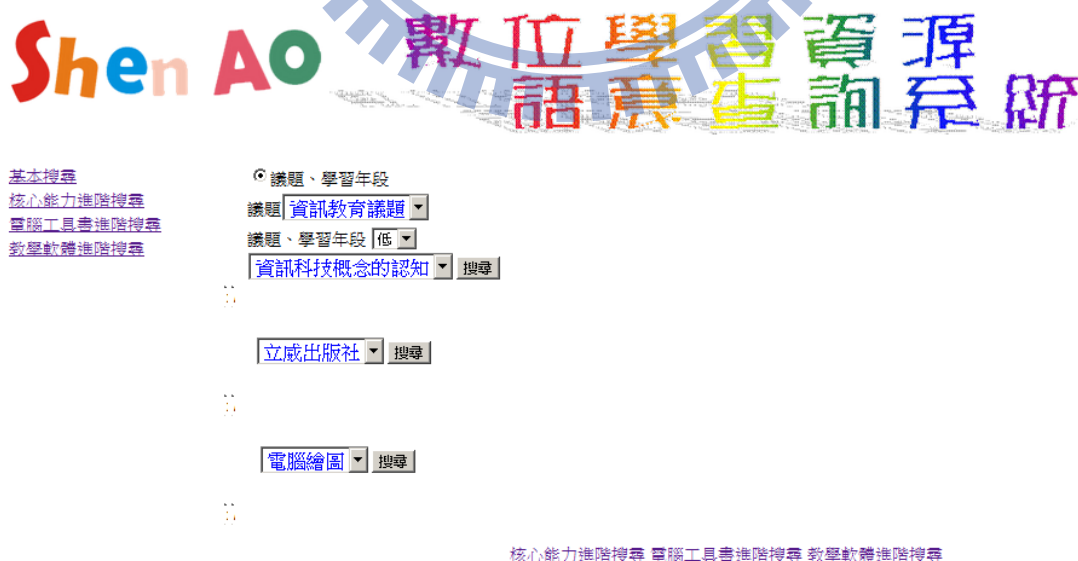 Shen AO 數位學習資源
語意查詢系統
基本搜尋
核心能力進階搜尋
電腦工具書進階搜尋
教學軟體進階搜尋
議題、學習年段
議題 資訊教育議題
議題、學習年段 低
資訊科技概念的認知 搜尋
立威出版社 搜尋
電腦繪圖 搜尋
核心能力進階搜尋 電腦工具書進階搜尋 教學軟體進階搜尋